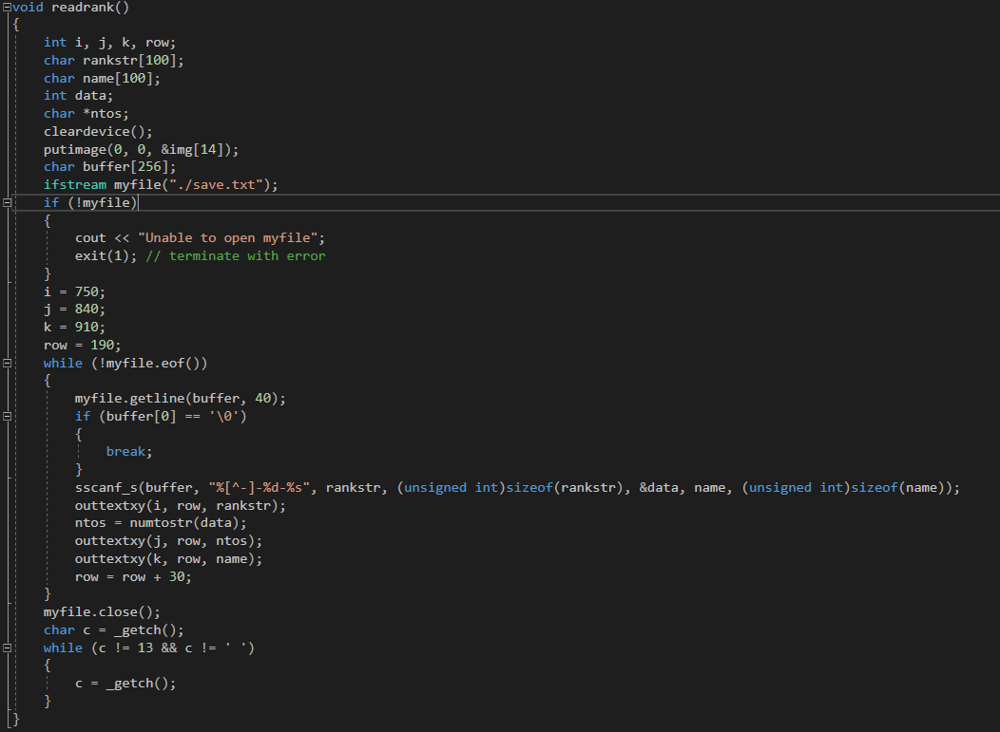 void readrank()
{
    int i, j, k, row;
    char rankstr[100];
    char name[100];
    int data;
    char *ntos;
    cleardevice();
    putimage(0, 0, &img[14]);
    char buffer[256];
    ifstream myfile("./save.txt");
    if (!myfile)
    {
        cout << "Unable to open myfile";
        exit(1); // terminate with error
    }
    i = 750;
    j = 840;
    k = 910;
    row = 190;
    while (!myfile.eof())
    {
        myfile.getline(buffer, 40);
        if (buffer[0] == '\0')
        {
            break;
        }
        sscanf_s(buffer, "%[^-]-%d-%s", rankstr, (unsigned int)sizeof(rankstr), &data, name, (unsigned int)sizeof(name));
        outtextxy(i, row, rankstr);
        ntos = numtostr(data);
        outtextxy(j, row, ntos);
        outtextxy(k, row, name);
        row = row + 30;
    }
    myfile.close();
    char c = _getch();
    while (c != 13 && c != ' ')
    {
        c = _getch();
    }
}